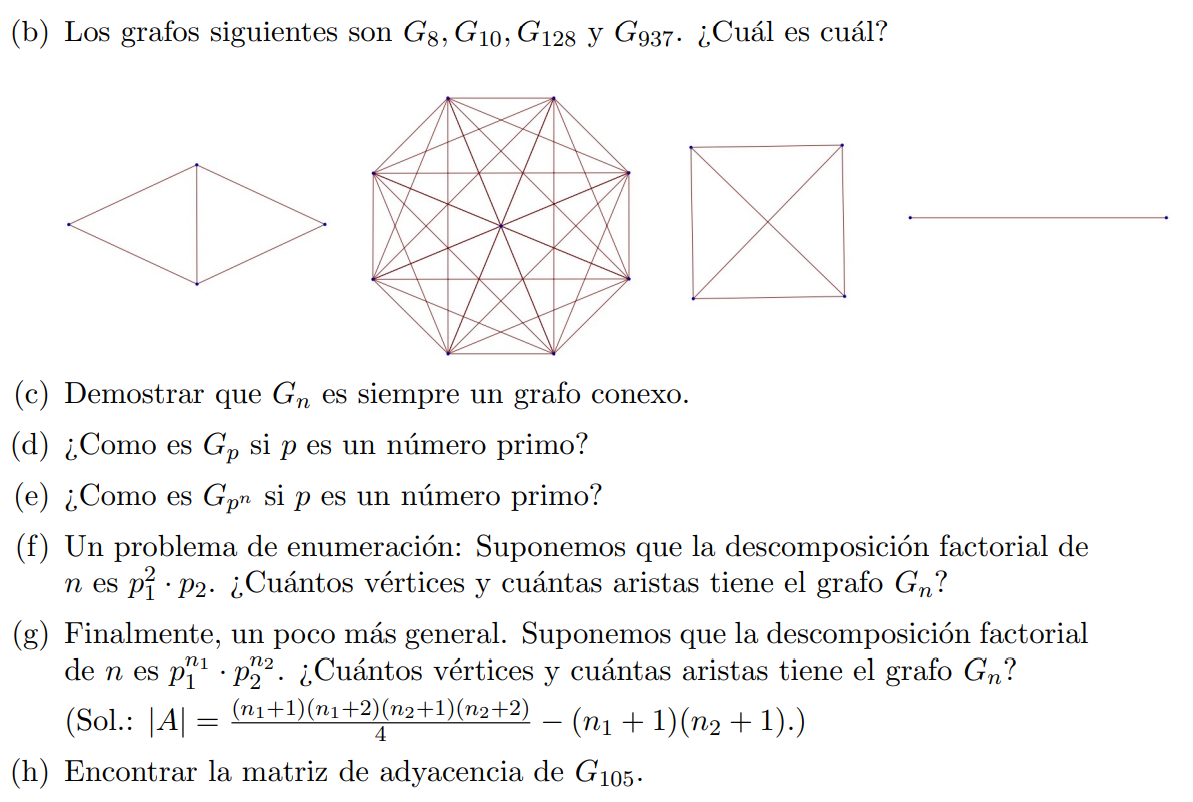 (b) Los grafos siguientes son $G_8, G_{10}, G_{128}$ y $G_{937}$. ¿Cuál es cuál?
(c) Demostrar que $G_n$ es siempre un grafo conexo.
(d) ¿Como es $G_p$ si $p$ es un número primo?
(e) ¿Como es $G_{p^n}$ si $p$ es un número primo?
(f) Un problema de enumeración: Suponemos que la descomposición factorial de
$n$ es $p_1^2 \cdot p_2$. ¿Cuántos vértices y cuántas aristas tiene el grafo $G_n$?
(g) Finalmente, un poco más general. Suponemos que la descomposición factorial
de $n$ es $p_1^{n_1} \cdot p_2^{n_2}$. ¿Cuántos vértices y cuántas aristas tiene el grafo $G_n$?
(Sol.: $|A| = \frac{(n_1+1)(n_1+2)(n_2+1)(n_2+2)}{4} - (n_1+1)(n_2+1)$.)
(h) Encontrar la matriz de adyacencia de $G_{105}$.